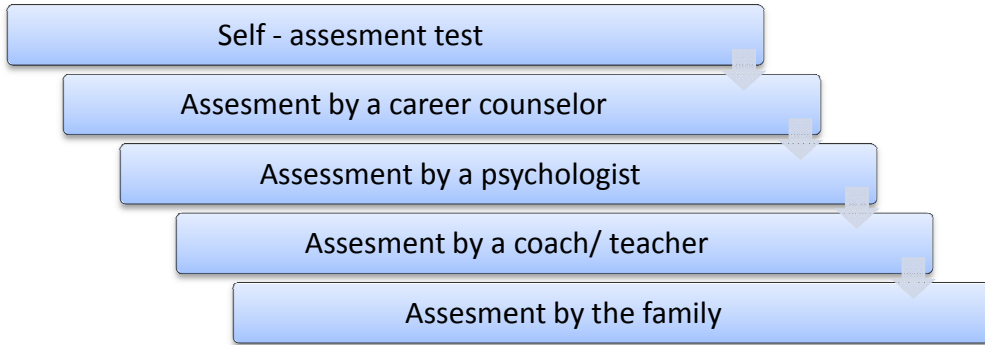 Self - assesment test
Assesment by a career counselor
Assessment by a psychologist
Assesment by a coach/ teacher
Assesment by the family